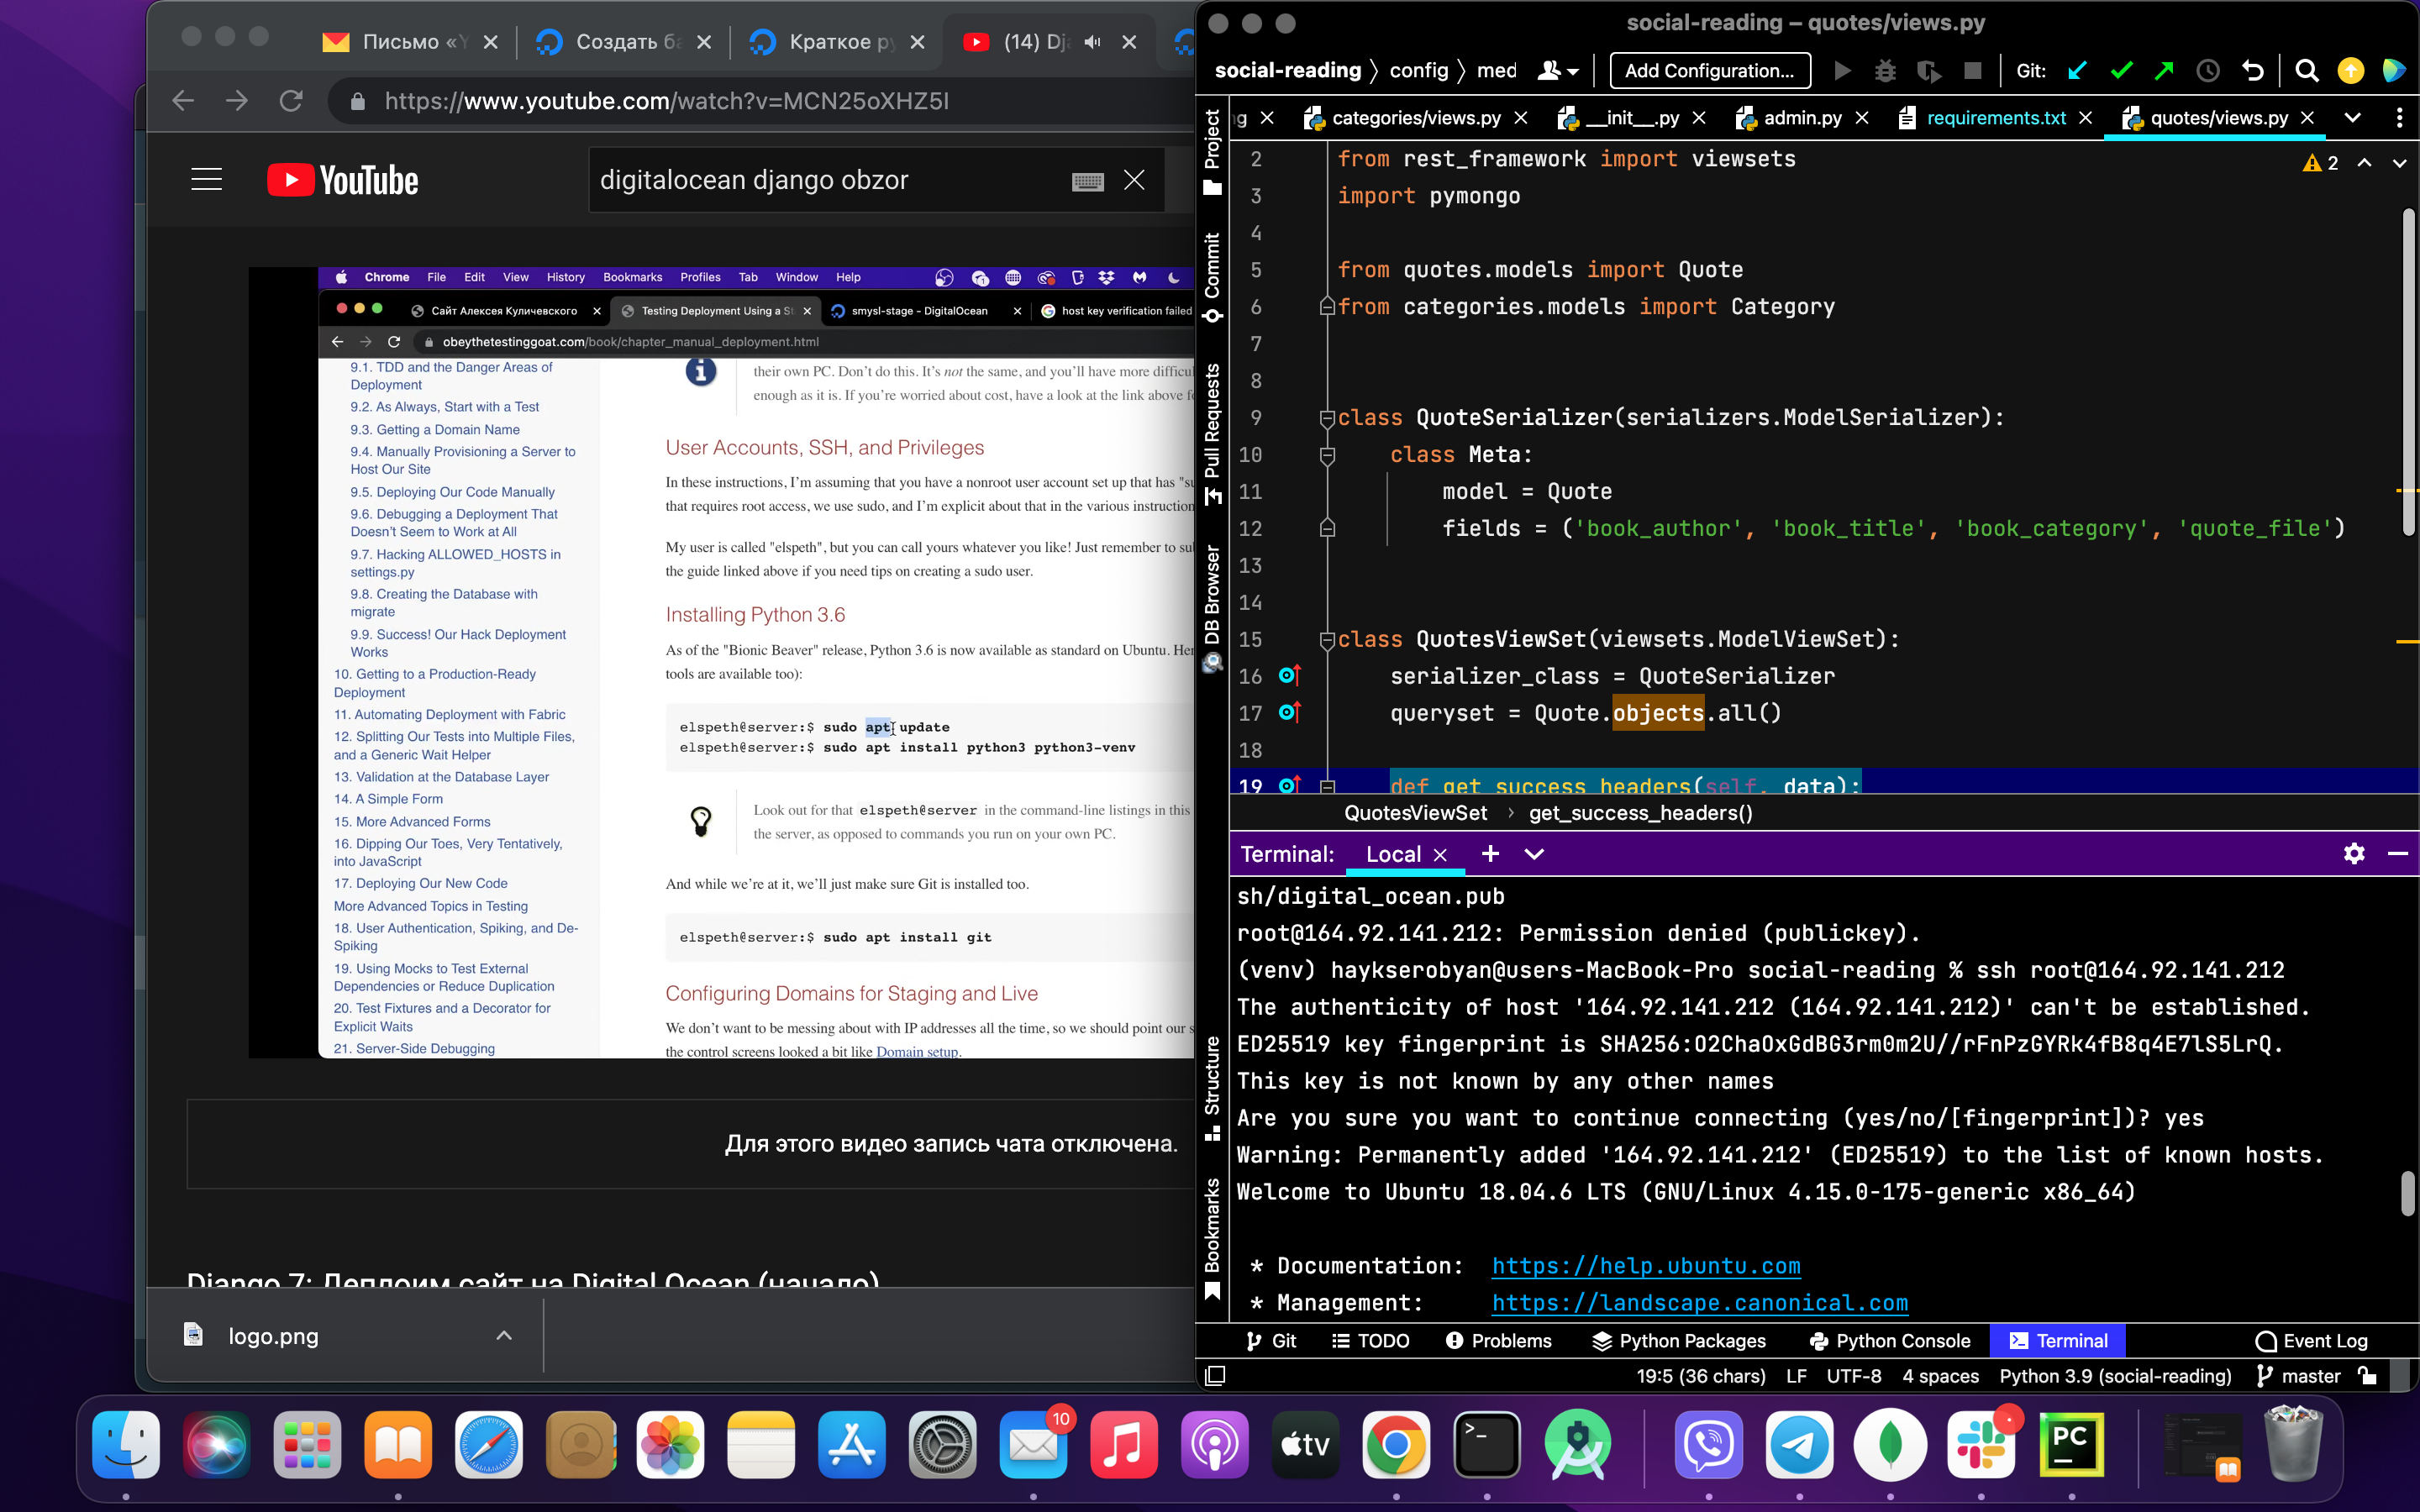 Письмо «Y
Создать ба
Краткое ру
(14) Dj
https://www.youtube.com/watch?v=MCN25oXHZ5I
YouTube
digitalocean django obzor
Chrome File Edit View History Bookmarks Profiles Tab Window Help
Сайт Алексея Куличевского
Testing Deployment Using a St
smysl-stage - DigitalOcean
host key verification failed
obeythetestinggoat.com/book/chapter_manual_deployment.html
9.1. TDD and the Danger Areas of
Deployment
9.2. As Always, Start with a Test
9.3. Getting a Domain Name
9.4. Manually Provisioning a Server to
Host Our Site
9.5. Deploying Our Code Manually
9.6. Debugging a Deployment That
Doesn't Seem to Work at All
9.7. Hacking ALLOWED_HOSTS in
settings.py
9.8. Creating the Database with
migrate
9.9. Success! Our Hack Deployment
Works
10. Getting to a Production-Ready
Deployment
11. Automating Deployment with Fabric
12. Splitting Our Tests into Multiple Files,
and a Generic Wait Helper
13. Validation at the Database Layer
14. A Simple Form
15. More Advanced Forms
16. Dipping Our Toes, Very Tentatively,
into JavaScript
17. Deploying Our New Code
More Advanced Topics in Testing
18. User Authentication, Spiking, and De-
Spiking
19. Using Mocks to Test External
Dependencies or Reduce Duplication
20. Test Fixtures and a Decorator for
Explicit Waits
21. Server-Side Debugging
their own PC. Don't do this. It's not the same, and you'll have more difficul
enough as it is. If you're worried about cost, have a look at the link above f
User Accounts, SSH, and Privileges
In these instructions, I'm assuming that you have a nonroot user account set up that has "su
that requires root access, we use sudo, and I'm explicit about that in the various instruction
My user is called "elspeth", but you can call yours whatever you like! Just remember to su
the guide linked above if you need tips on creating a sudo user.
Installing Python 3.6
As of the "Bionic Beaver" release, Python 3.6 is now available as standard on Ubuntu. Her
tools are available too):
elspeth@server:$ sudo apt update
elspeth@server:$ sudo apt install python3 python3-venv
Look out for that elspeth@server in the command-line listings in this
the server, as opposed to commands you run on your own PC.
And while we're at it, we'll just make sure Git is installed too.
elspeth@server:$ sudo apt install git
Configuring Domains for Staging and Live
We don't want to be messing about with IP addresses all the time, so we should point our s
the control screens looked a bit like Domain setup.
Для этого видео запись чата отключена.
Django 7: Деплоим сайт на Digital Ocean (начало)
logo.png
social-reading – quotes/views.py
social-reading config med
Add Configuration...
Git:
ng
categories/views.py
__init__.py
admin.py
requirements.txt
quotes/views.py
Project
Commit
Pull Requests
DB Browser
Structure
Bookmarks
2
2 from rest_framework import viewsets
3 import pymongo
4
5 from quotes.models import Quote
6 from categories.models import Category
7
8
9 class QuoteSerializer(serializers.ModelSerializer):
10 class Meta:
11 model = Quote
12 fields = ('book_author', 'book_title', 'book_category', 'quote_file')
13
14
15 class QuotesViewSet(viewsets.ModelViewSet):
16 serializer_class = QuoteSerializer
17 queryset = Quote.objects.all()
18
19 def get_success_headers(self, data):
QuotesViewSet › get_success_headers()
Terminal: Local
sh/digital_ocean.pub
root@164.92.141.212: Permission denied (publickey).
(venv) haykserobyan@users-MacBook-Pro social-reading % ssh root@164.92.141.212
The authenticity of host '164.92.141.212 (164.92.141.212)' can't be established.
ED25519 key fingerprint is SHA256:O2ChaOxGdBG3rm0m2U//rFnPzGYRk4fB8q4E7lS5LrQ.
This key is not known by any other names
Are you sure you want to continue connecting (yes/no/[fingerprint])? yes
Warning: Permanently added '164.92.141.212' (ED25519) to the list of known hosts.
Welcome to Ubuntu 18.04.6 LTS (GNU/Linux 4.15.0-175-generic x86_64)
* Documentation: https://help.ubuntu.com
* Management: https://landscape.canonical.com
Git TODO Problems Python Packages Python Console Terminal Event Log
19:5 (36 chars) LF UTF-8 4 spaces Python 3.9 (social-reading) master
10
tv
PC